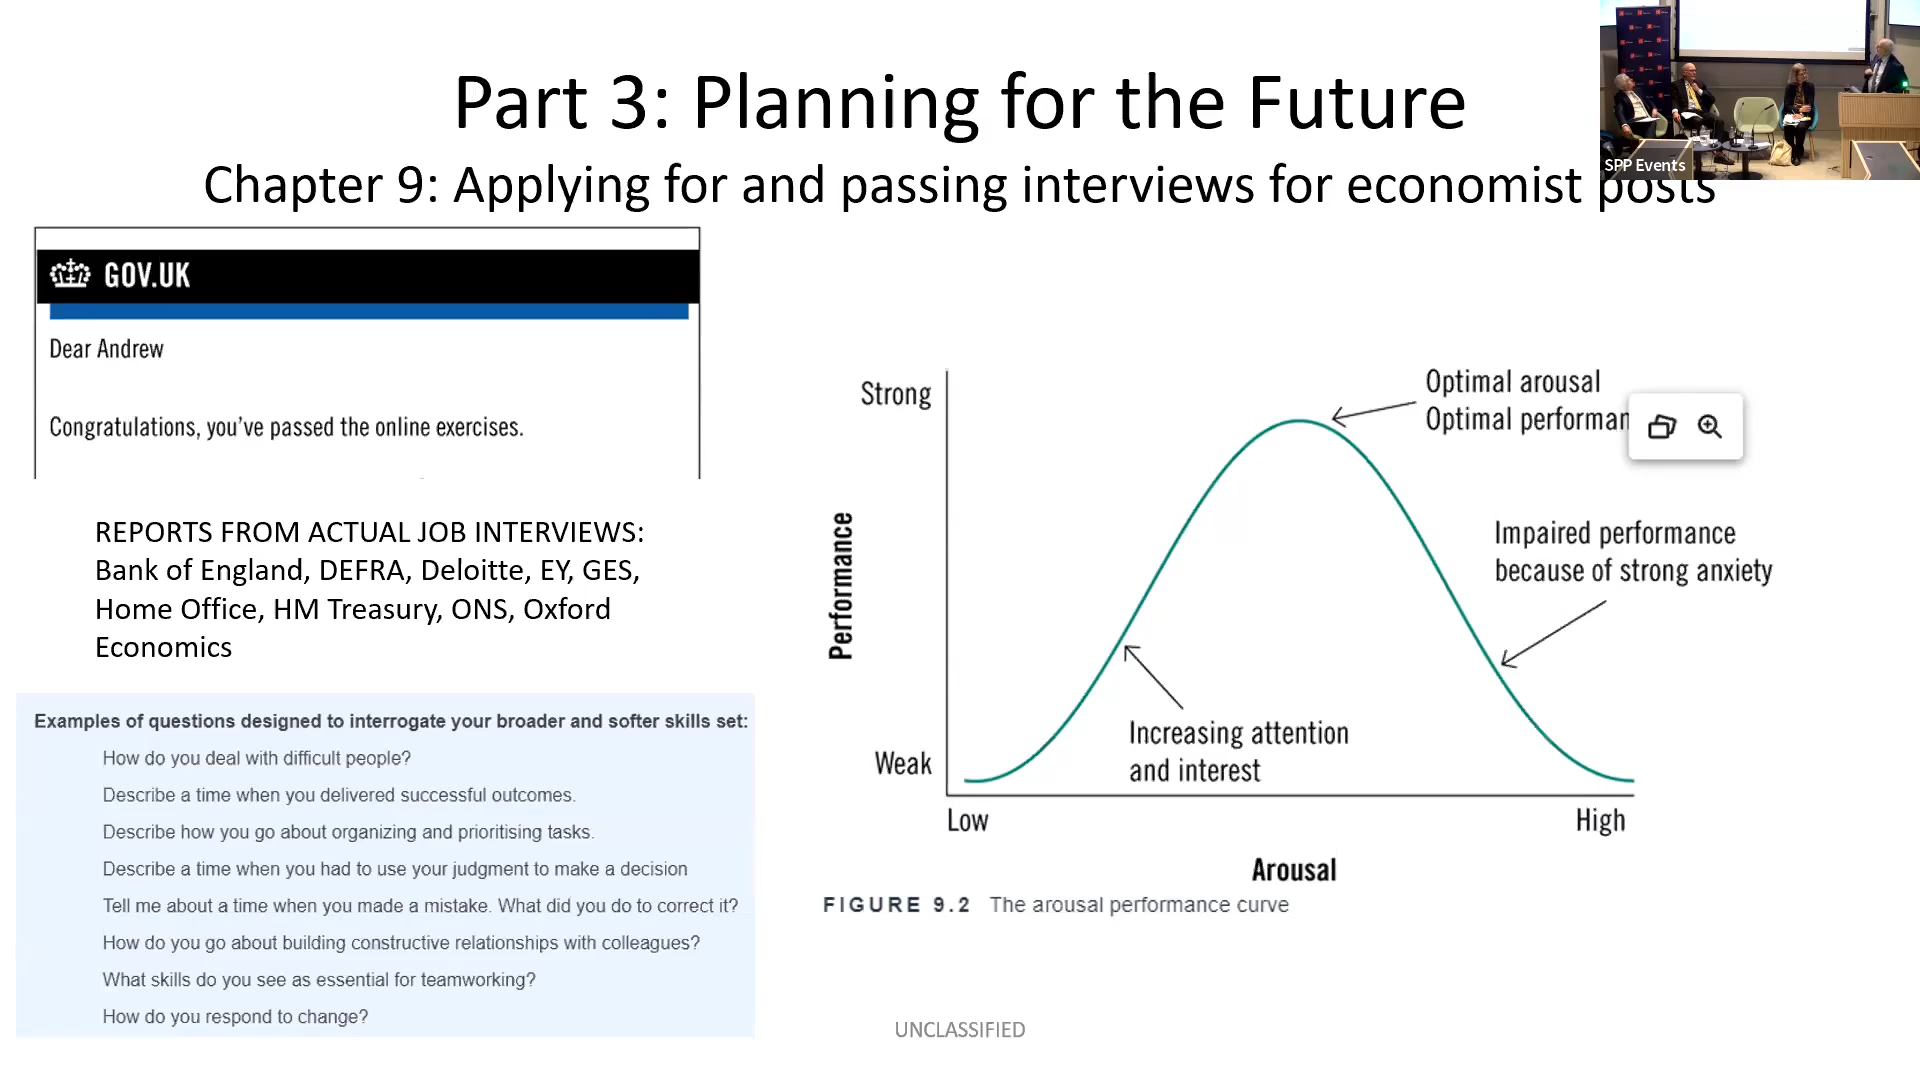 Part 3: Planning for the Future
Chapter 9: Applying for and passing interviews for economist posts
SPP Events
GOV.UK
Dear Andrew
Congratulations, you've passed the online exercises.
REPORTS FROM ACTUAL JOB INTERVIEWS:
Bank of England, DEFRA, Deloitte, EY, GES,
Home Office, HM Treasury, ONS, Oxford
Economics
Examples of questions designed to interrogate your broader and softer skills set:
How do you deal with difficult people?
Describe a time when you delivered successful outcomes.
Describe how you go about organizing and prioritising tasks.
Describe a time when you had to use your judgment to make a decision
Tell me about a time when you made a mistake. What did you do to correct it?
How do you go about building constructive relationships with colleagues?
What skills do you see as essential for teamworking?
How do you respond to change?
Strong
Optimal arousal
Optimal performan
Impaired performance
because of strong anxiety
Performance
Increasing attention
and interest
Weak
Low
High
Arousal
FIGURE 9.2 The arousal performance curve
UNCLASSIFIED